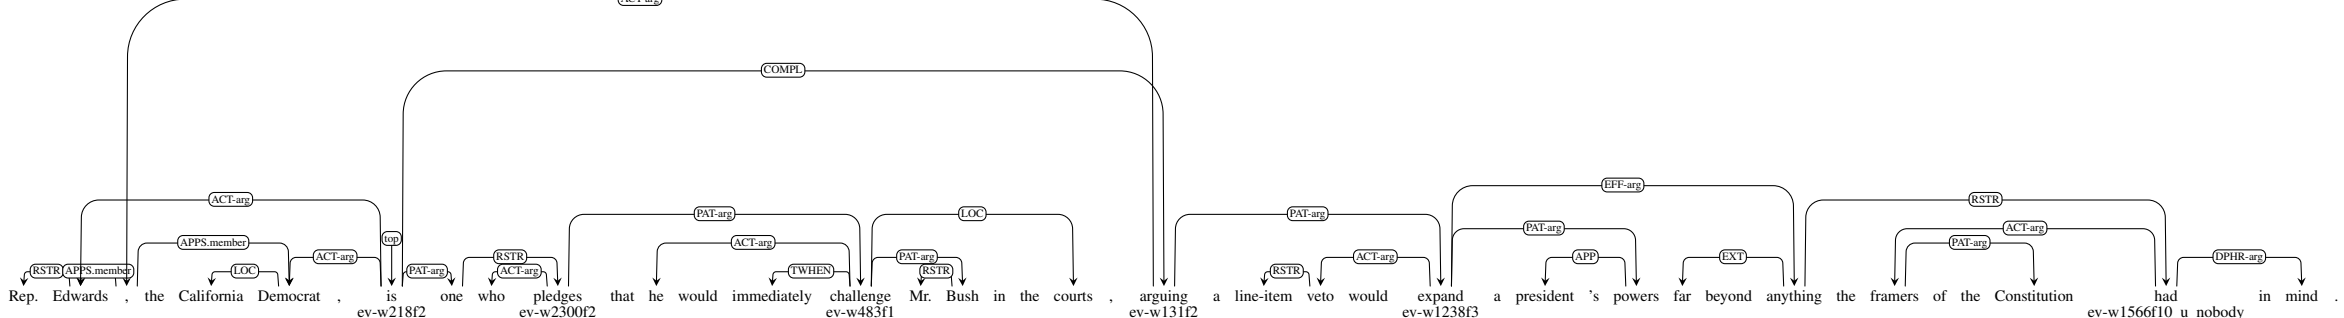 ACT-arg
COMPL
EFF-arg
ACT-arg RSTR
PAT-arg LOC PAT-arg
PAT-arg ACT-arg
top
APPS.member ACT-arg PAT-arg
ACT-arg RSTR PAT-arg ACT-arg APP EXT DPHR-arg
RSTR APPS.member LOC PAT-arg ACT-arg TWHEN RSTR RSTR
Rep. Edwards , the California Democrat , is one who pledges that he would immediately challenge Mr. Bush in the courts , arguing a line-item veto would expand a president 's powers far beyond anything the framers of the Constitution had in mind .
ev-w218f2 ev-w2300f2 ev-w483f1 ev-w131f2 ev-w1238f3 ev-w1566f10_u_nobody